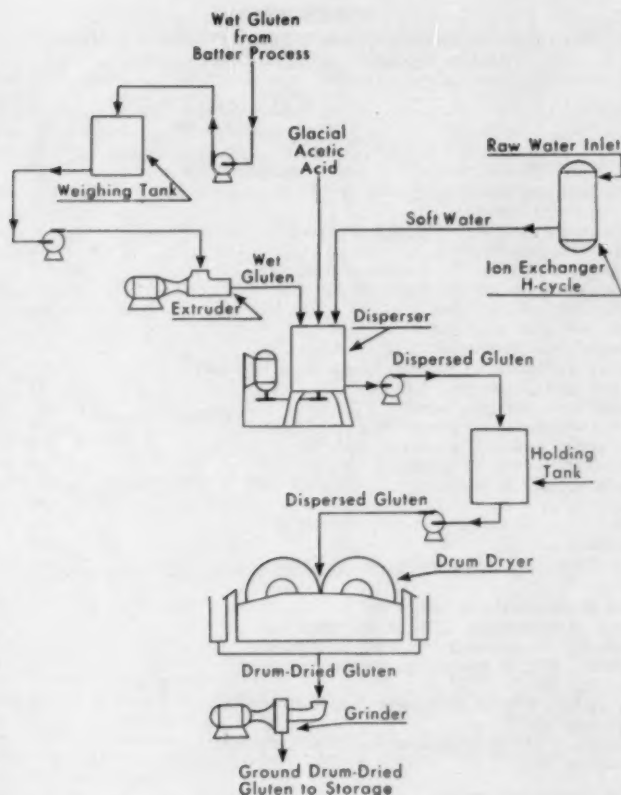 Wet Gluten
from
Batter Process
Glacial
Acetic
Acid
Raw Water Inlet
Weighing Tank
Soft Water
Wet
Gluten
Ion Exchanger
H-cycle
Extruder
Disperser
Dispersed Gluten
Holding
Tank
Dispersed Gluten
Drum Dryer
Drum-Dried Gluten
Grinder
Ground Drum-Dried
Gluten to Storage